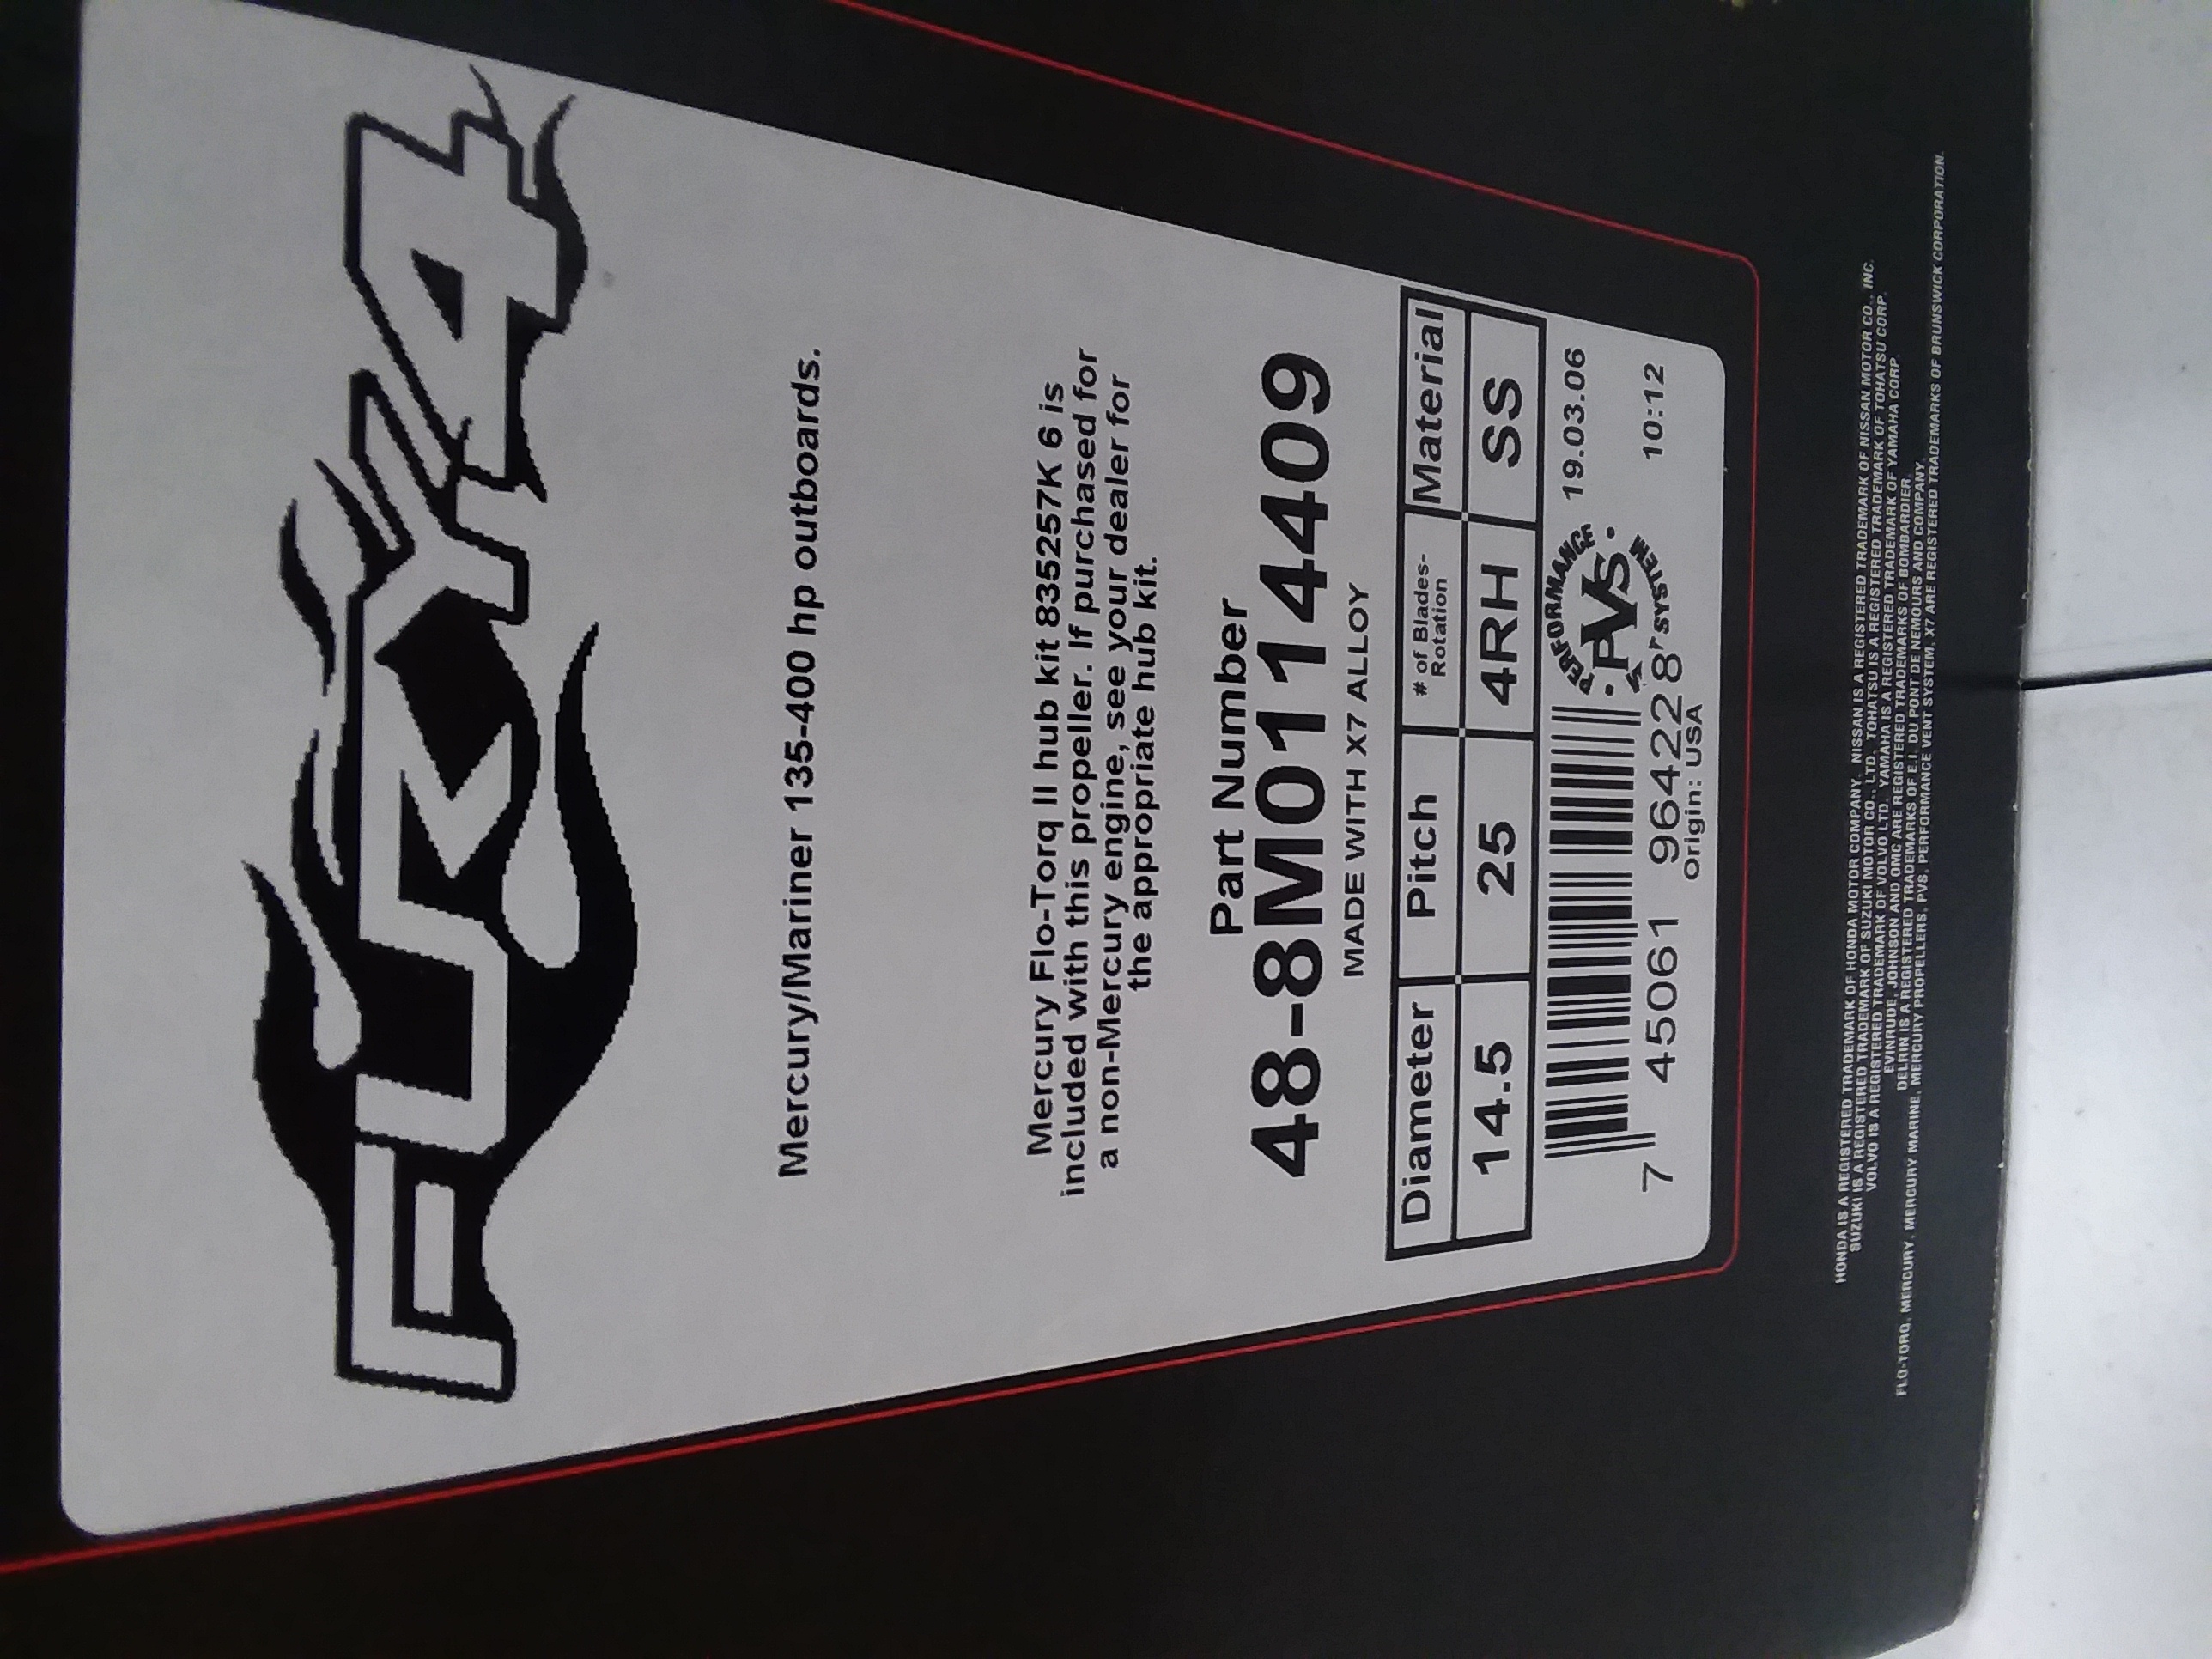 FURY 4
Mercury/Mariner 135-400 hp outboards.
Mercury Flo-Torq II hub kit 835257K 6 is
included with this propeller. If purchased for
a non-Mercury engine, see your dealer for
the appropriate hub kit.
Part Number
48-8M0114409
MADE WITH X7 ALLOY
Diameter Pitch # of Blades-Rotation Material
14.5 25 4RH SS
PERFORMANCE
PVS
SYSTEM
19.03.06
10:12
7 45061 96422 8
Origin: USA
HONDA IS A REGISTERED TRADEMARK OF HONDA MOTOR COMPANY. NISSAN IS A REGISTERED TRADEMARK OF NISSAN MOTOR CO., INC.
SUZUKI IS A REGISTERED TRADEMARK OF SUZUKI MOTOR CO., LTD. TOHATSU IS A REGISTERED TRADEMARK OF TOHATSU CORP.
VOLVO IS A REGISTERED TRADEMARK OF VOLVO LTD. YAMAHA IS A REGISTERED TRADEMARK OF YAMAHA CORP.
EVINRUDE, JOHNSON AND OMC ARE REGISTERED TRADEMARKS OF BOMBARDIER.
DELRIN IS A REGISTERED TRADEMARKS OF E.I. DU PONT DE NEMOURS AND COMPANY.
FLO-TORQ, MERCURY, MERCURY MARINE, MERCURY PROPELLERS, PVS, PERFORMANCE VENT SYSTEM, X7 ARE REGISTERED TRADEMARKS OF BRUNSWICK CORPORATION.